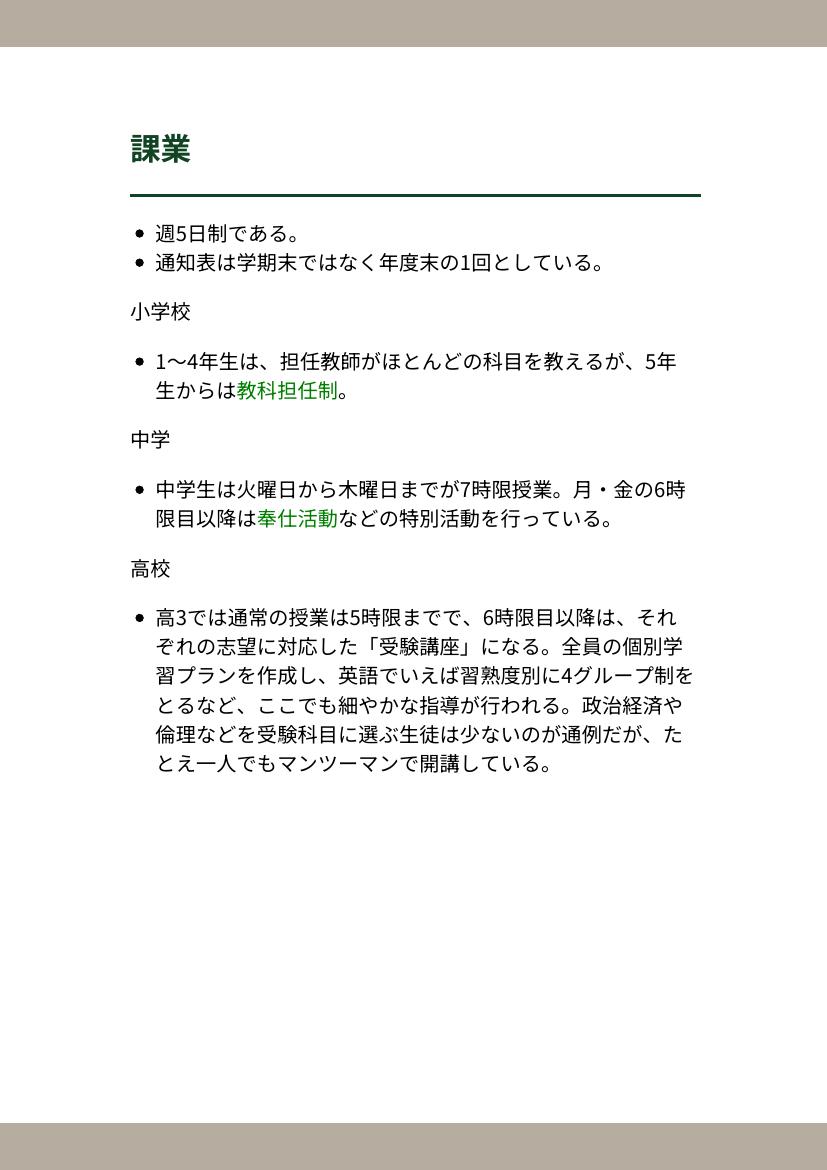 課業
週5日制である。
通知表は学期末ではなく年度末の1回としている。
小学校
1〜4年生は、担任教師がほとんどの科目を教えるが、5年
生からは教科担任制。
中学
中学生は火曜日から木曜日までが7時限授業。月・金の6時
限目以降は奉仕活動などの特別活動を行っている。
高校
高3では通常の授業は5時限までで、6時限目以降は、それ
ぞれの志望に対応した「受験講座」になる。全員の個別学
習プランを作成し、英語でいえば習熟度別に4グループ制を
とるなど、ここでも細やかな指導が行われる。政治経済や
倫理などを受験科目に選ぶ生徒は少ないのが通例だが、た
とえ一人でもマンツーマンで開講している。